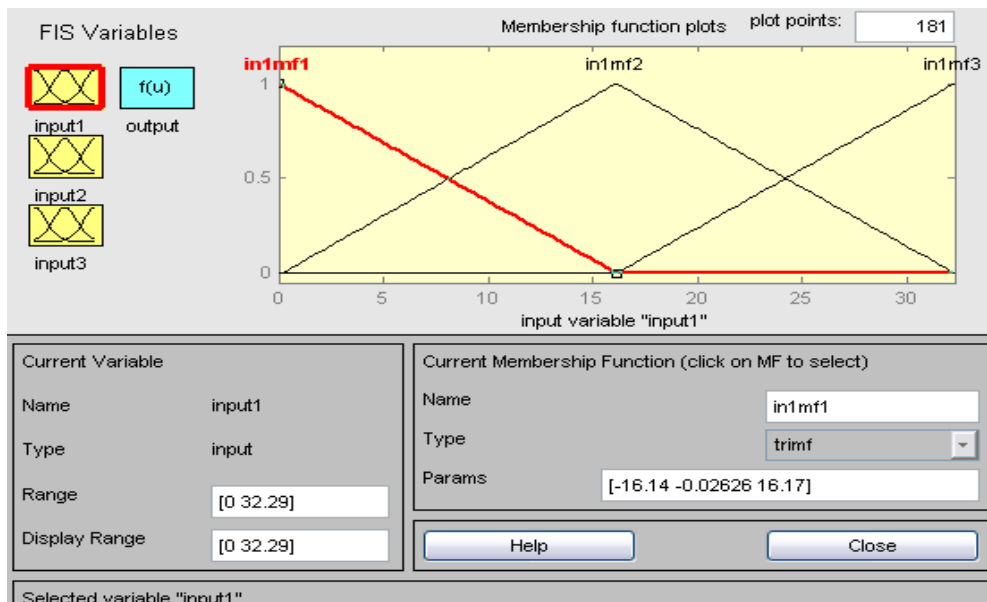 FIS Variables
Membership function plots
plot points:
181
f(u)
input1
output
input2
input3
in1mf1
in1mf2
in1mf3
1
0.5
0
0
5
10
15
20
25
30
input variable "input1"
Current Variable
Name
input1
Type
input
Range
[0 32.29]
Display Range
[0 32.29]
Current Membership Function (click on MF to select)
Name
in1mf1
Type
trimf
Params
[-16.14 -0.02626 16.17]
Help
Close
Selected variable "input1"